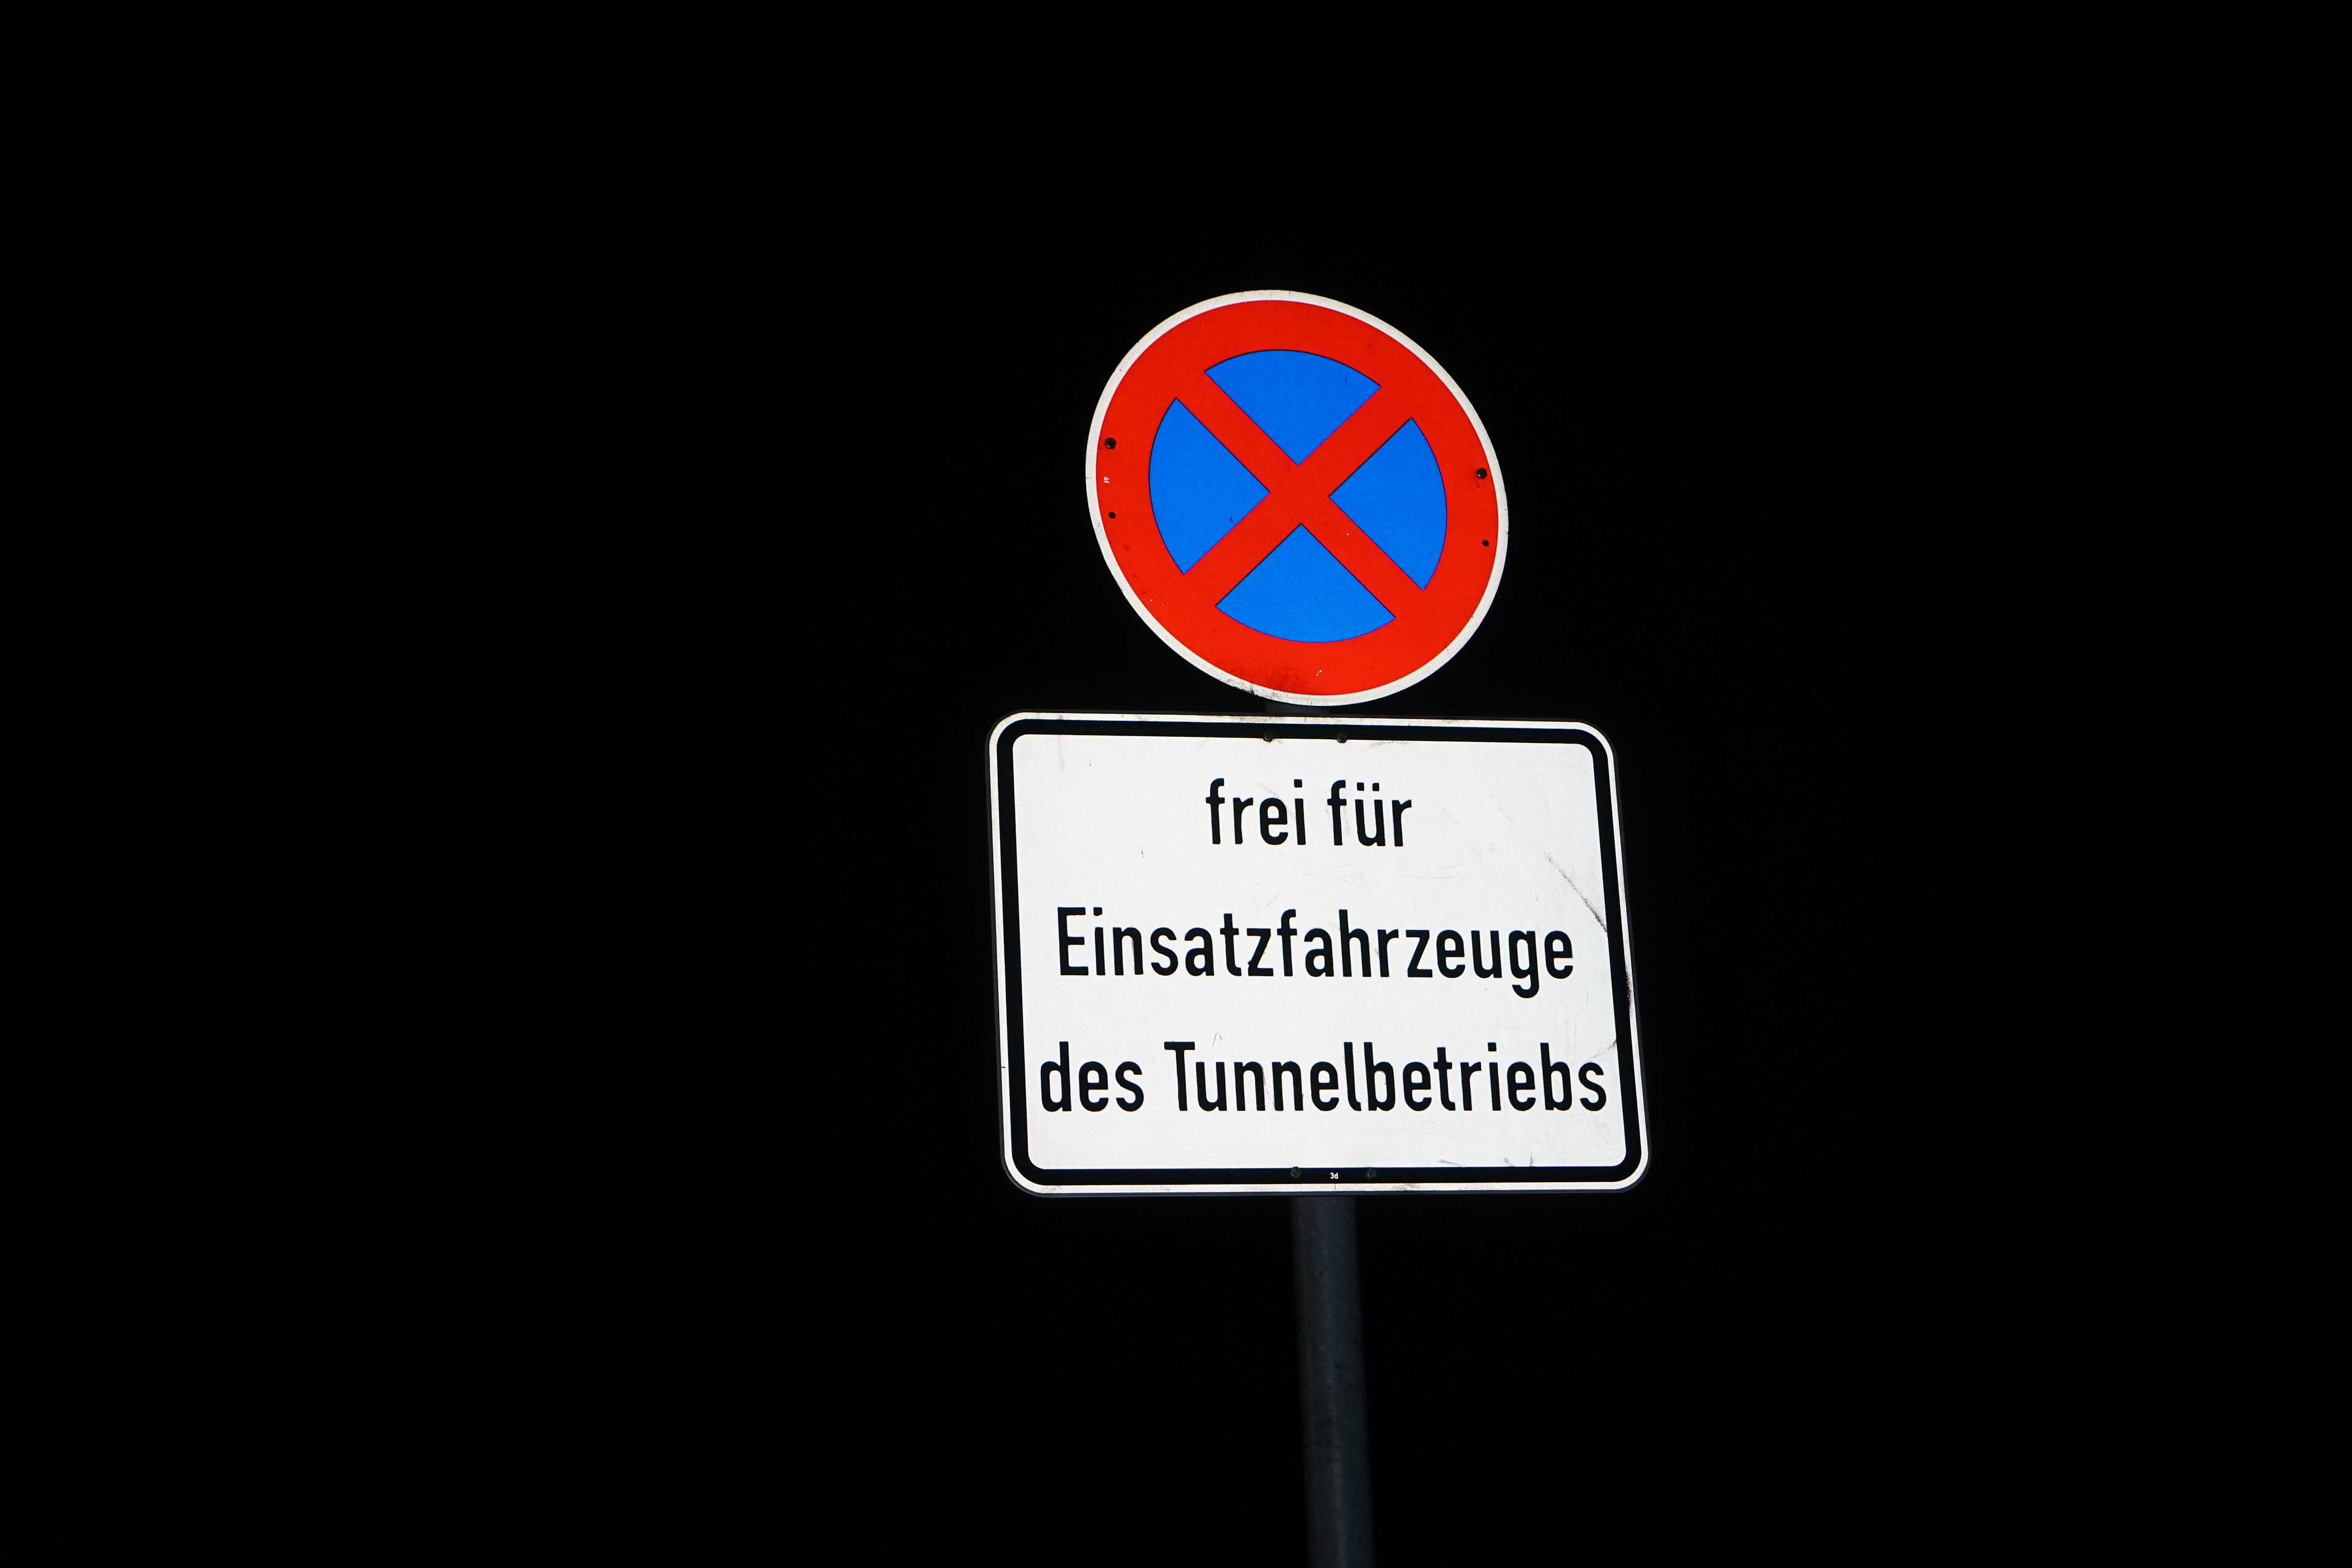 frei für
Einsatzfahrzeuge
des Tunnelbetriebs